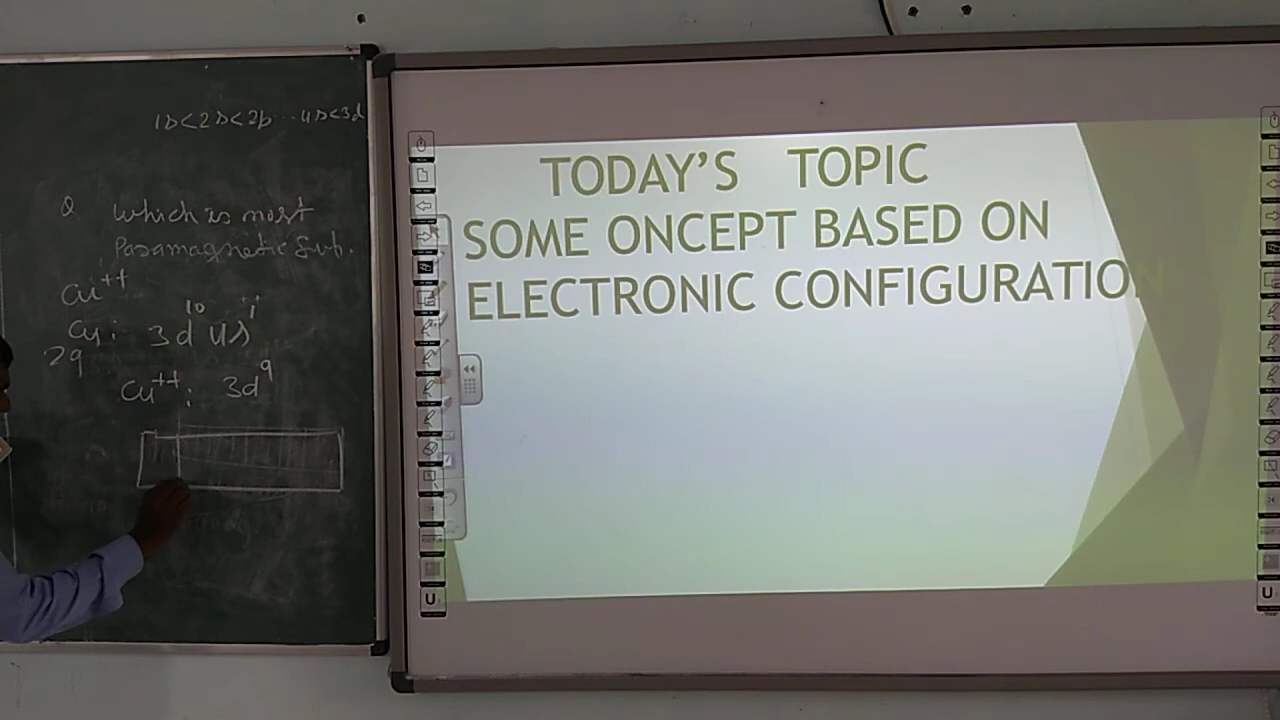 1s<2s<2p...4s<3d
Q which is most
Paramagnetic Sub.
Cu++
Cu: 3d10 4s1
29
Cu++: 3d9
TODAY'S TOPIC
SOME ONCEPT BASED ON
ELECTRONIC CONFIGURATION
U
U